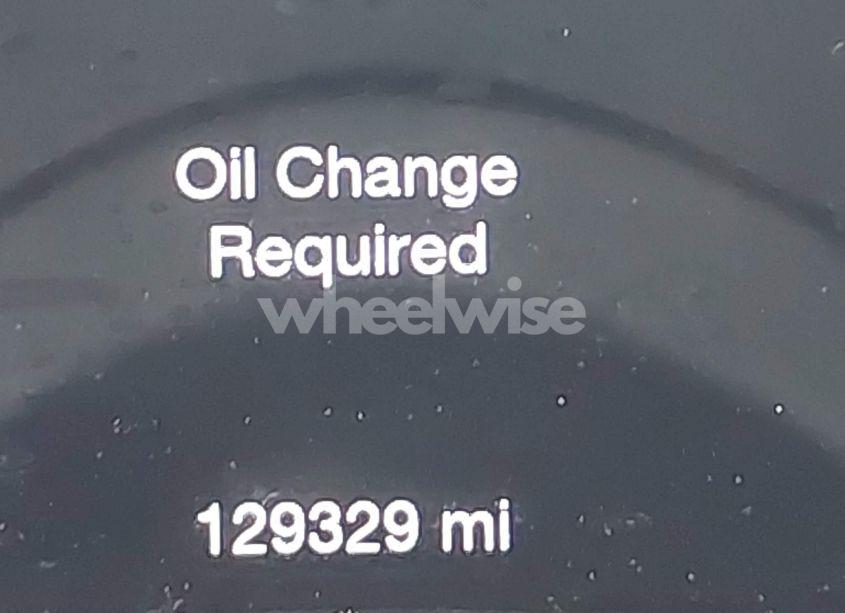 Oil Change
Required
wheelwise
129329 mi